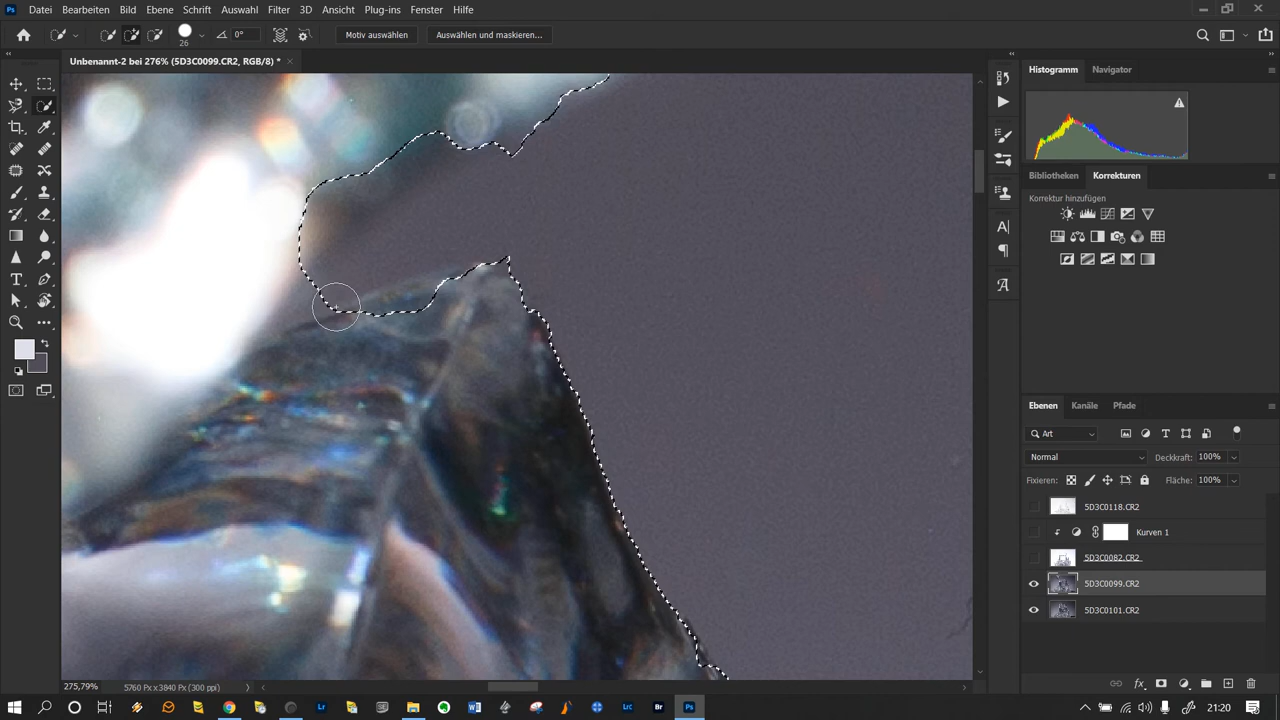 Ps Datei Bearbeiten Bild Ebene Schrift Auswahl Filter 3D Ansicht Plug-ins Fenster Hilfe
26 0° Motiv auswählen Auswählen und maskieren...
Unbenannt-2 bei 276% (5D3C0099.CR2, RGB/8) *
Histogramm Navigator
Bibliotheken Korrekturen
Korrektur hinzufügen
Ebenen Kanäle Pfade
Art
Normal Deckkraft: 100%
Fixieren: Fläche: 100%
5D3C0118.CR2
Kurven 1
5D3C0082.CR2
5D3C0099.CR2
5D3C0101.CR2
275,79% 5760 Px x 3840 Px (300 ppi)
Lr W Lrc Br Ps 21:20